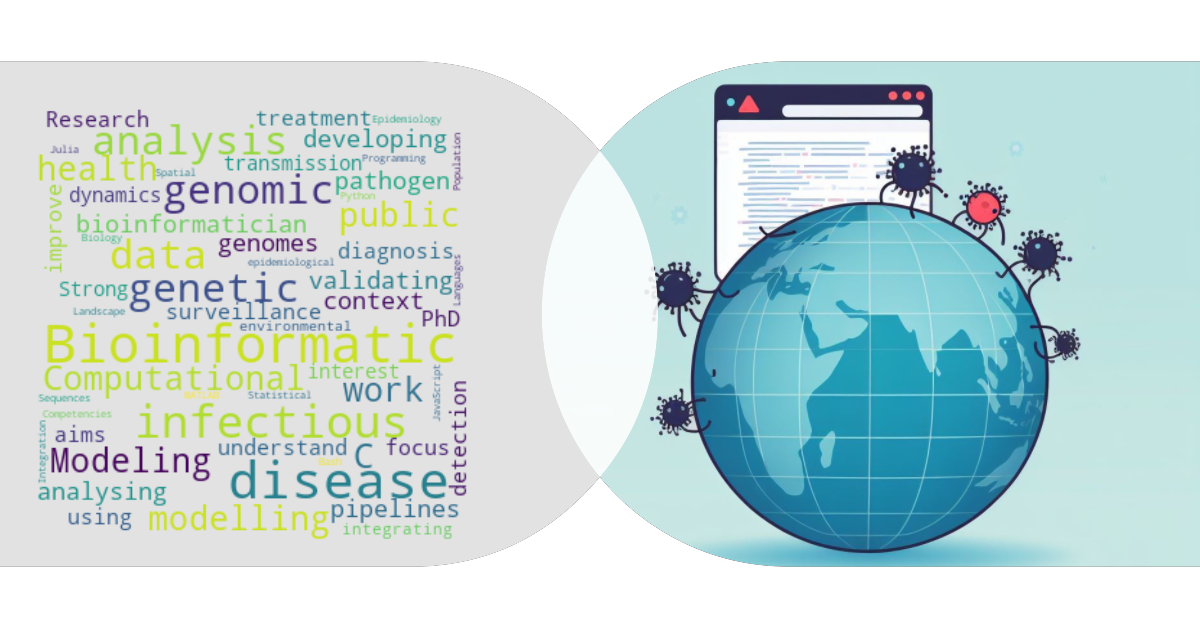 Research
treatment
Epidemiology
Julia
analysis
developing
Population
health
Spatial
transmission
Programming
dynamics
genomic
pathogen
Python
improve
bioinformatician
public
Biology
data
genomes
diagnosis
epidemiological
Strong
genetic
validating
Languages
context
Landscape
surveillance
PhD
environmental
Bioinformatic
Computational
interest
work
JavaScript
Sequences
MATLAB
Statistical
Competencies
infectious
detection
aims
understand
C
focus
Integration
Modeling
Bash
analysing
disease
using
modelling
pipelines
integrating